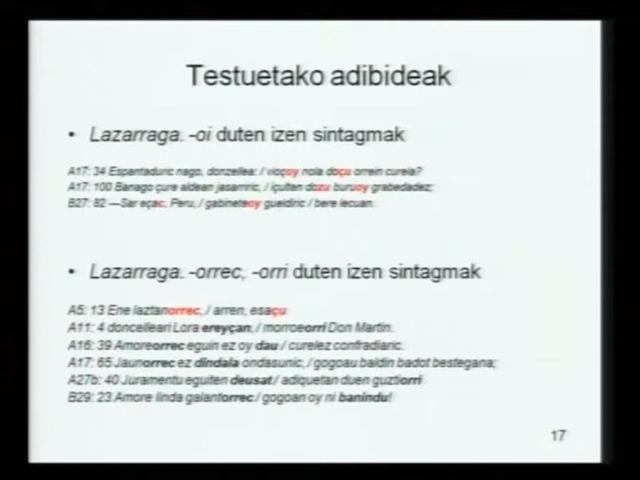 Testuetako adibideak
• Lazarraga. -oi duten izen sintagmak
A17: 34 Espantaduric nago, donzellea: / vioçoy nola doçu orrein curela?
A17: 100 Banago çure aldean jasarriric, / içulten dozu buruoy grabedadez;
B27: 82 —Sar eçac, Peru, / gabineteoy gueldiric / bere lecuan.
• Lazarraga. -orrec, -orri duten izen sintagmak
A5: 13 Ene laztanorrec, / arren, esaçu
A11: 4 doncelleari Lora ereyçan, / morroeorri Don Martin.
A16: 39 Amoreorrec eguin ez oy dau / curelez confradiaric.
A17: 65 Jaunorrec ez dindala ondasunic, / gogoau baldin badot bestegana;
A27b: 40 Juramentu eguiten deusat / adiquetan duen guztiorri
B29: 23 Amore linda galantorrec / gogoan oy ni banindu!
17